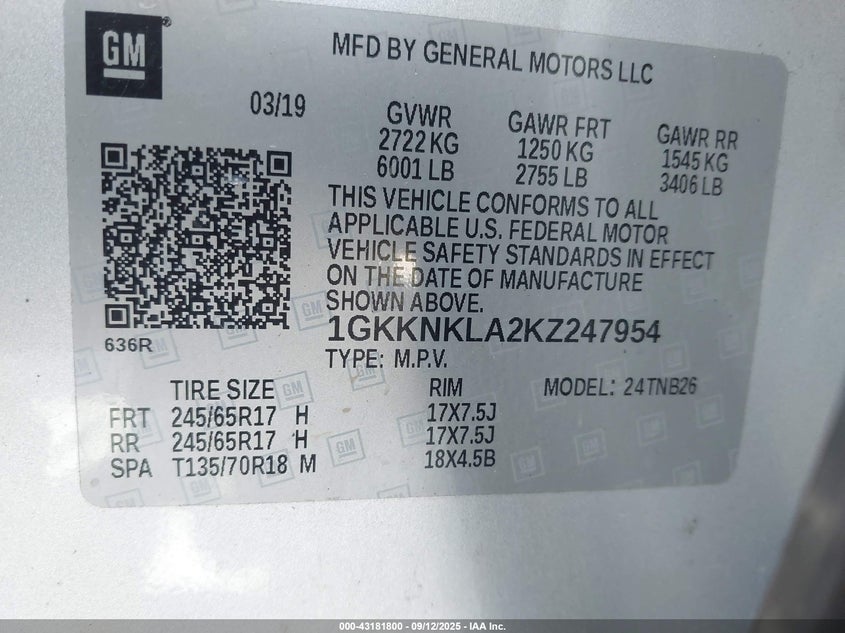 GM
MFD BY GENERAL MOTORS LLC
03/19
GVWR
2722 KG
6001 LB
GAWR FRT
1250 KG
2755 LB
GAWR RR
1545 KG
3406 LB
THIS VEHICLE CONFORMS TO ALL
APPLICABLE U.S. FEDERAL MOTOR
VEHICLE SAFETY STANDARDS IN EFFECT
ON THE DATE OF MANUFACTURE
SHOWN ABOVE.
1GKKNKLA2KZ247954
636R
TYPE: M.P.V.
TIRE SIZE RIM MODEL: 24TNB26
FRT 245/65R17 H 17X7.5J
RR 245/65R17 H 17X7.5J
SPA T135/70R18 M 18X4.5B
000-43181800 - 09/12/2025 - IAA Inc.